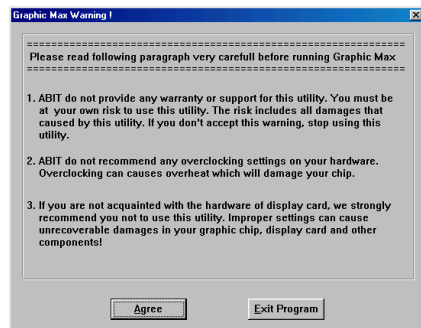 Graphic Max Warning !
==================================================
Please read following paragraph very carefull before running Graphic Max
==================================================
1. ABIT do not provide any warranty or support for this utility. You must be
at your own risk to use this utility. The risk includes all damages that
caused by this utility. If you don't accept this warning, stop using this
utility.
2. ABIT do not recommend any overclocking settings on your hardware.
Overclocking can causes overheat which will damage your chip.
3. If you are not acquainted with the hardware of display card, we strongly
recommend you not to use this utility. Improper settings can cause
unrecoverable damages in your graphic chip, display card and other
components!
Agree
Exit Program